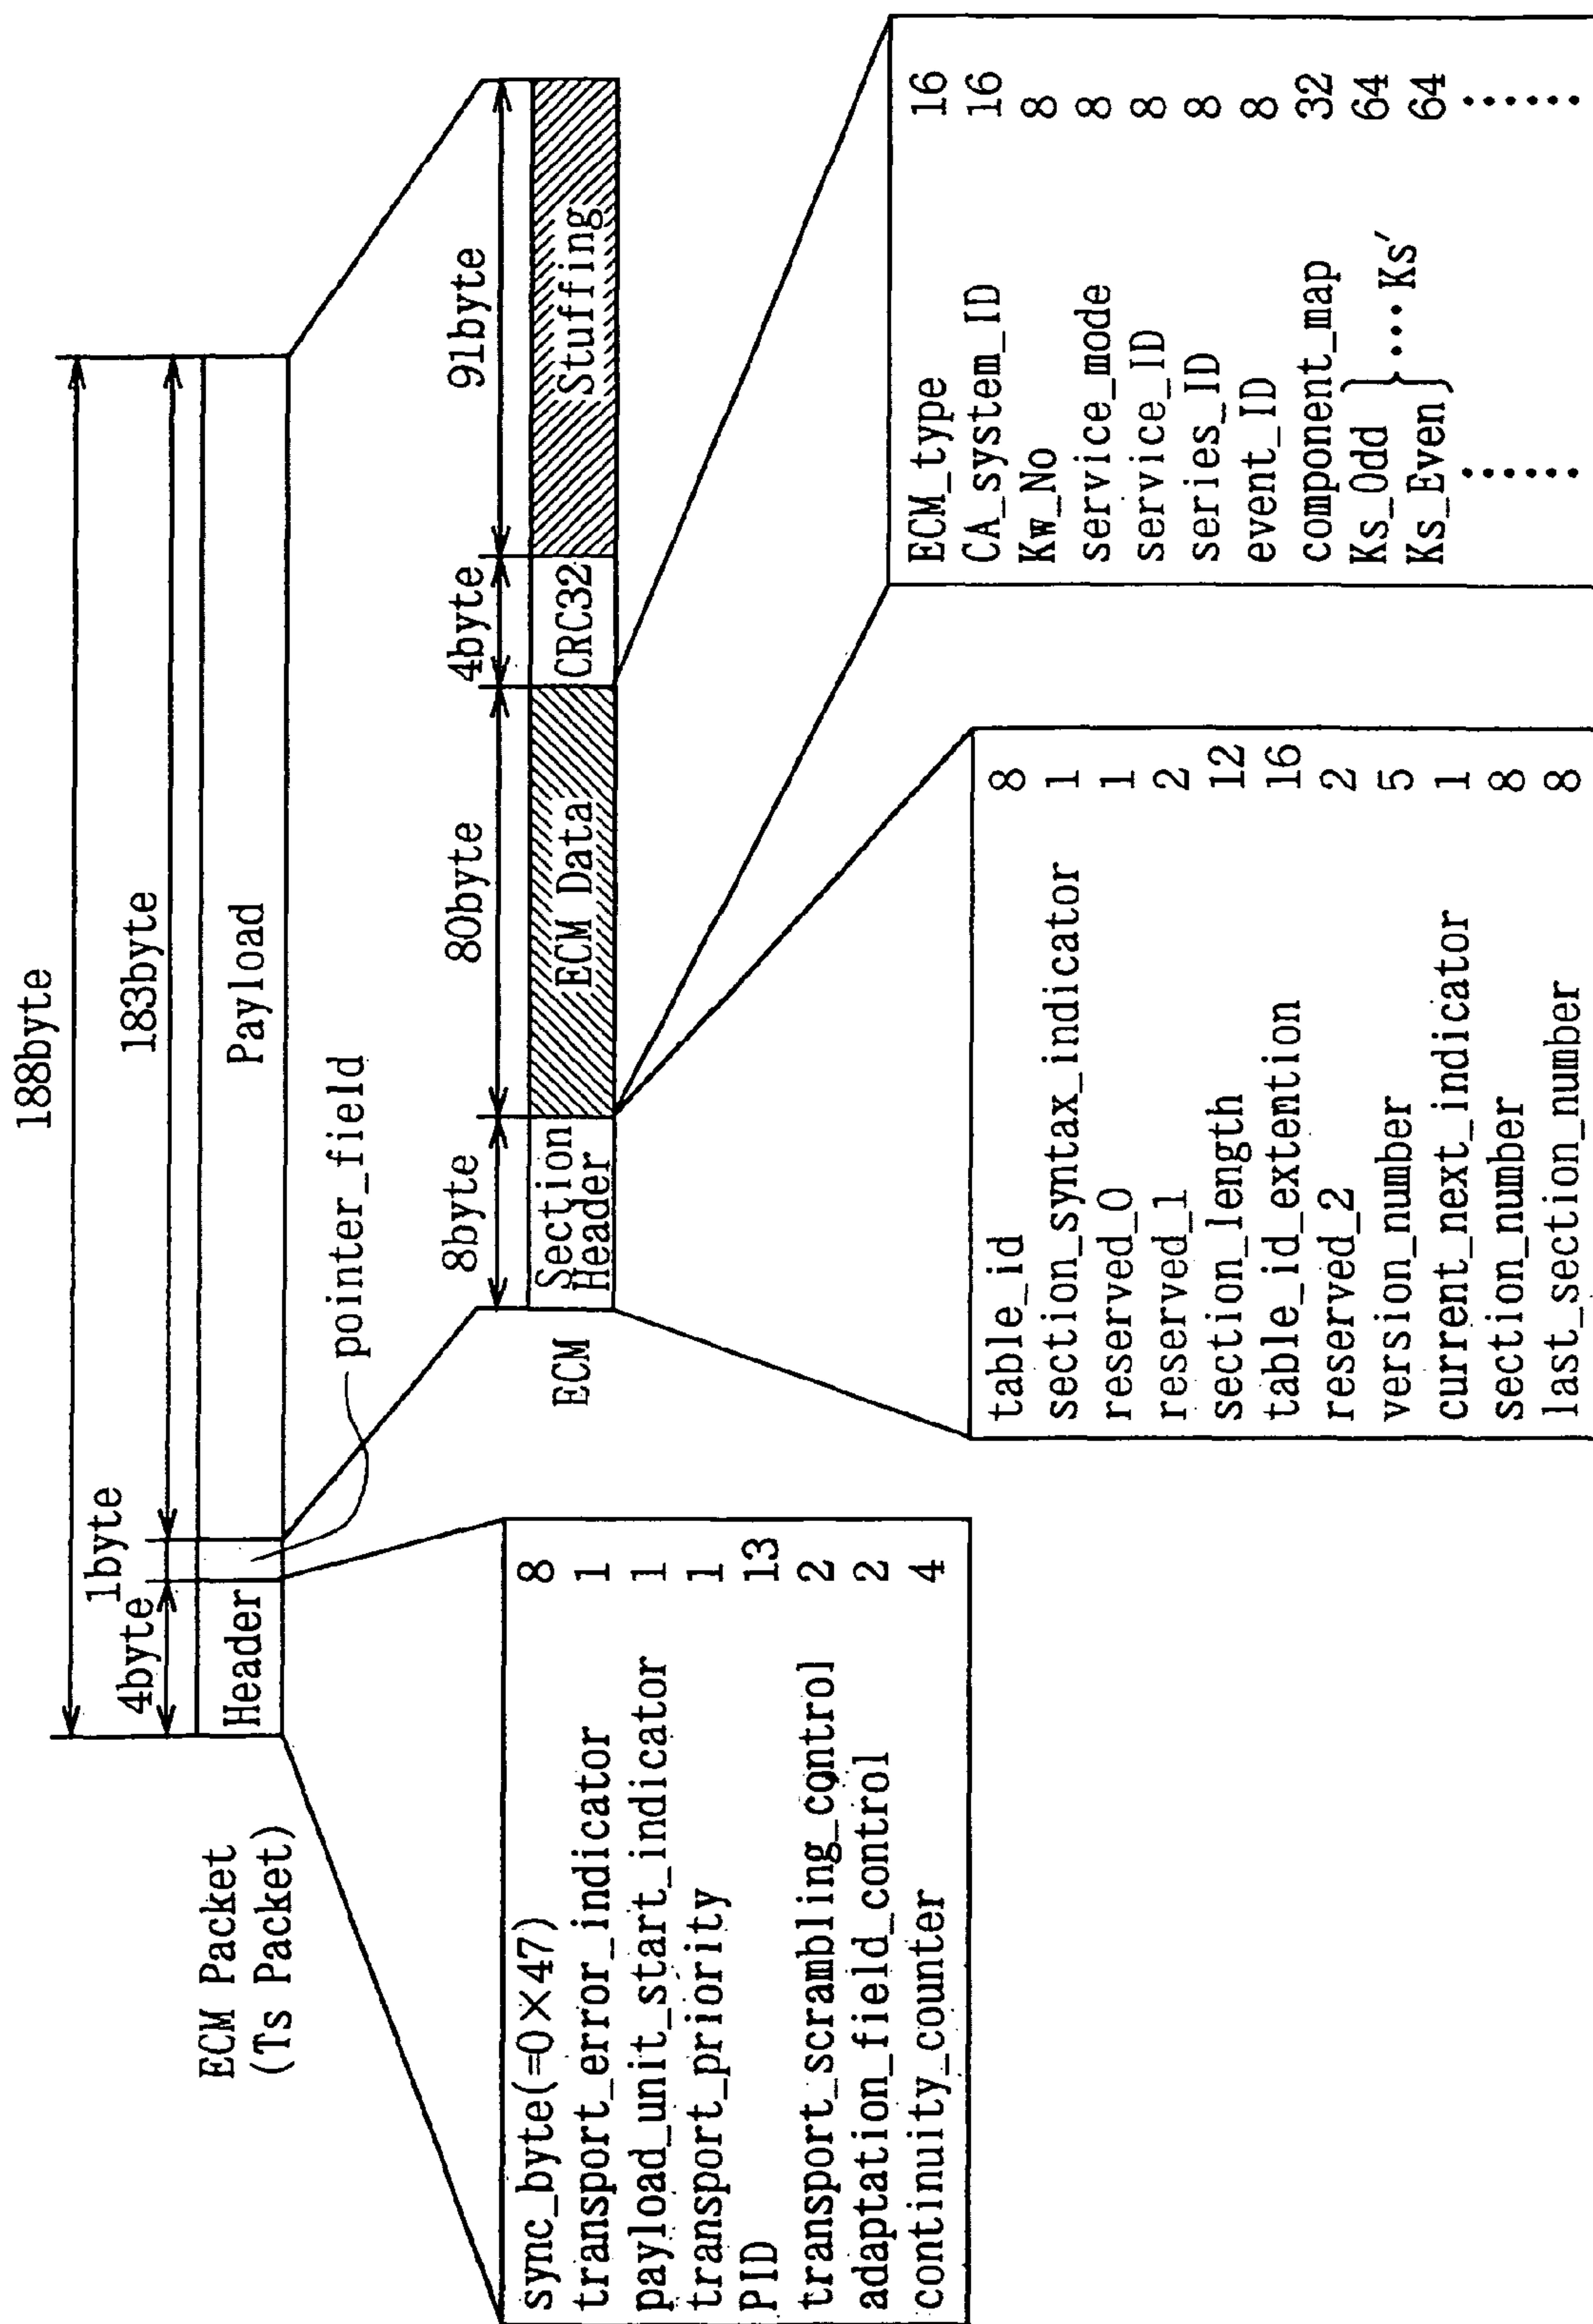 188byte
4byte
1byte
183byte
Header
Payload
pointer_field
ECM Packet
(Ts Packet)
sync_byte(=0×47) 8
transport_error_indicator 1
payload_unit_start_indicator 1
transport_priority 1
PID 13
transport_scrambling_control 2
adaptation_field_control 2
continuity_counter 4
8byte
80byte
4byte
91byte
ECM
Section
Header
ECM Data
CRC32
Stuffing
table_id 8
section_syntax_indicator 1
reserved_0 1
reserved_1 2
section_length 12
table_id_extemtion 16
reserved_2 2
version_number 5
current_next_indicator 1
section_number 8
last_section_number 8
ECM_type 16
CA_system_ID 16
Kw_No 8
service_mode 8
service_ID 8
series_ID 8
event_ID 8
component_map 32
Ks_Odd 64
Ks_Even 64
}....Ks′
...... ......